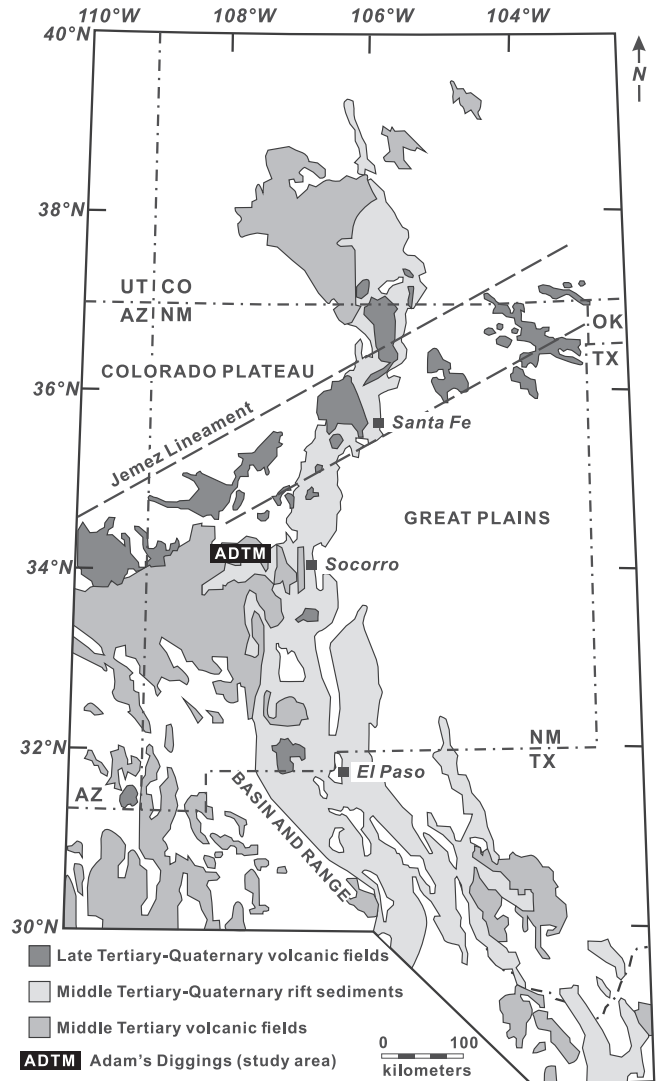 110°W 108°W 106°W 104°W
40°N
N
38°N
UT CO
AZ NM
OK
TX
COLORADO PLATEAU
36°N
Jemez Lineament
Santa Fe
GREAT PLAINS
ADTM
34°N
Socorro
NM
32°N
TX
El Paso
AZ
BASIN AND RANGE
30°N
Late Tertiary-Quaternary volcanic fields
Middle Tertiary-Quaternary rift sediments
Middle Tertiary volcanic fields
ADTM Adam's Diggings (study area)
0 100
kilometers